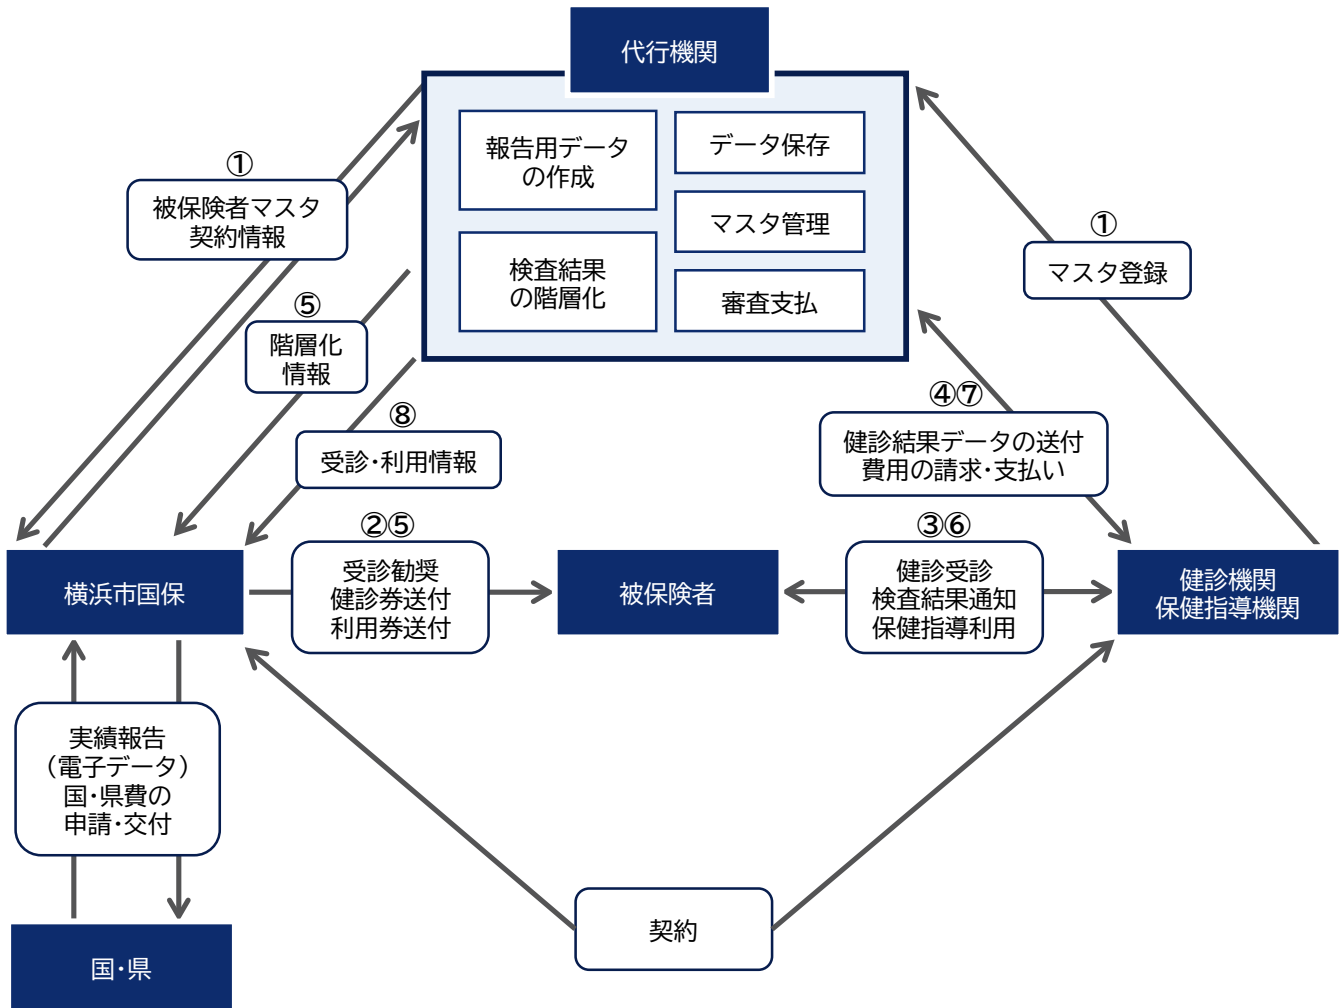 代行機関
報告用データ
の作成
データ保存
マスタ管理
検査結果
の階層化
審査支払
①
被保険者マスタ
契約情報
①
マスタ登録
⑤
階層化
情報
⑧
受診・利用情報
④⑦
健診結果データの送付
費用の請求・支払い
横浜市国保
②⑤
受診勧奨
健診券送付
利用券送付
被保険者
③⑥
健診受診
検査結果通知
保健指導利用
健診機関
保健指導機関
実績報告
（電子データ）
国・県費の
申請・交付
契約
国・県